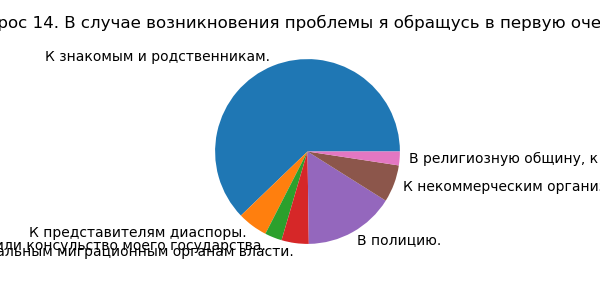 рос 14. В случае возникновения проблемы я обращусь в первую оче
К знакомым и родственникам.
В религиозную общину, к
К некоммерческим органи
К представителям диаспоры.
или консульство моего государства.
альным миграционным органам власти.
В полицию.